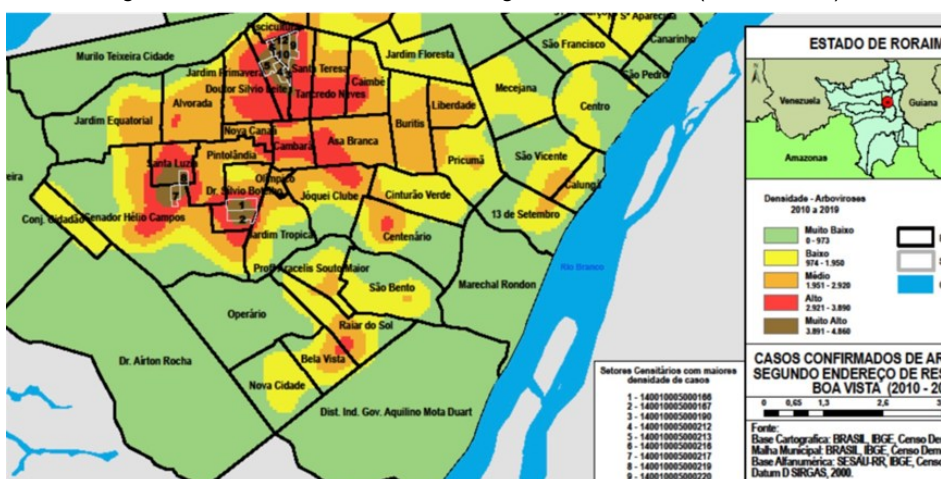 Murilo Teixeira Cidade
Jardim Floresta
São Francisco
Canarinho
São Pedro
Jardim Primavera
Santa Teresa
Doutor Silvio Leite
Tancredo Neves
Caimbé
Mecejana
Centro
Jardim Equatorial
Alvorada
Liberdade
Nova Canaã
Buritis
Cambará
Asa Branca
Pricumã
São Vicente
Santa Luzia
Pintolândia
Olímpico
Dr. Silvio Botelho
Jóquei Clube
Cinturão Verde
Calungá
Conj. Cidadão
Senador Hélio Campos
13 de Setembro
Jardim Tropical
Centenário
Proff Aracelis Souto Maior
São Bento
Marechal Rondon
Rio Branco
Operário
Raiar do Sol
Dr. Airton Rocha
Bela Vista
Nova Cidade
Dist. Ind. Gov. Aquilino Mota Duart
1
2
Setores Censitários com maiores
densidade de casos
1 - 140010005000166
2 - 140010005000167
3 - 140010005000190
4 - 140010005000212
5 - 140010005000213
6 - 140010005000216
7 - 140010005000217
8 - 140010005000219
9 - 140010005000220
ESTADO DE RORAIM
Venezuela
Guiana
Amazonas
Densidade - Arboviroses
2010 a 2019
Muito Baixo
0 - 973
Baixo
974 - 1.950
Médio
1.951 - 2.920
Alto
2.921 - 3.890
Muito Alto
3.891 - 4.860
CASOS CONFIRMADOS DE AR
SEGUNDO ENDEREÇO DE RES
BOA VISTA (2010 - 20
0 0,65 1,3 2,6
Fonte:
Base Cartografica: BRASIL, IBGE, Censo De
Malha Municipal: BRASIL, IBGE, Censo Dem
Base Alfanumérica: SESAU-RR, IBGE, Censo
Datum D SIRGAS, 2000.